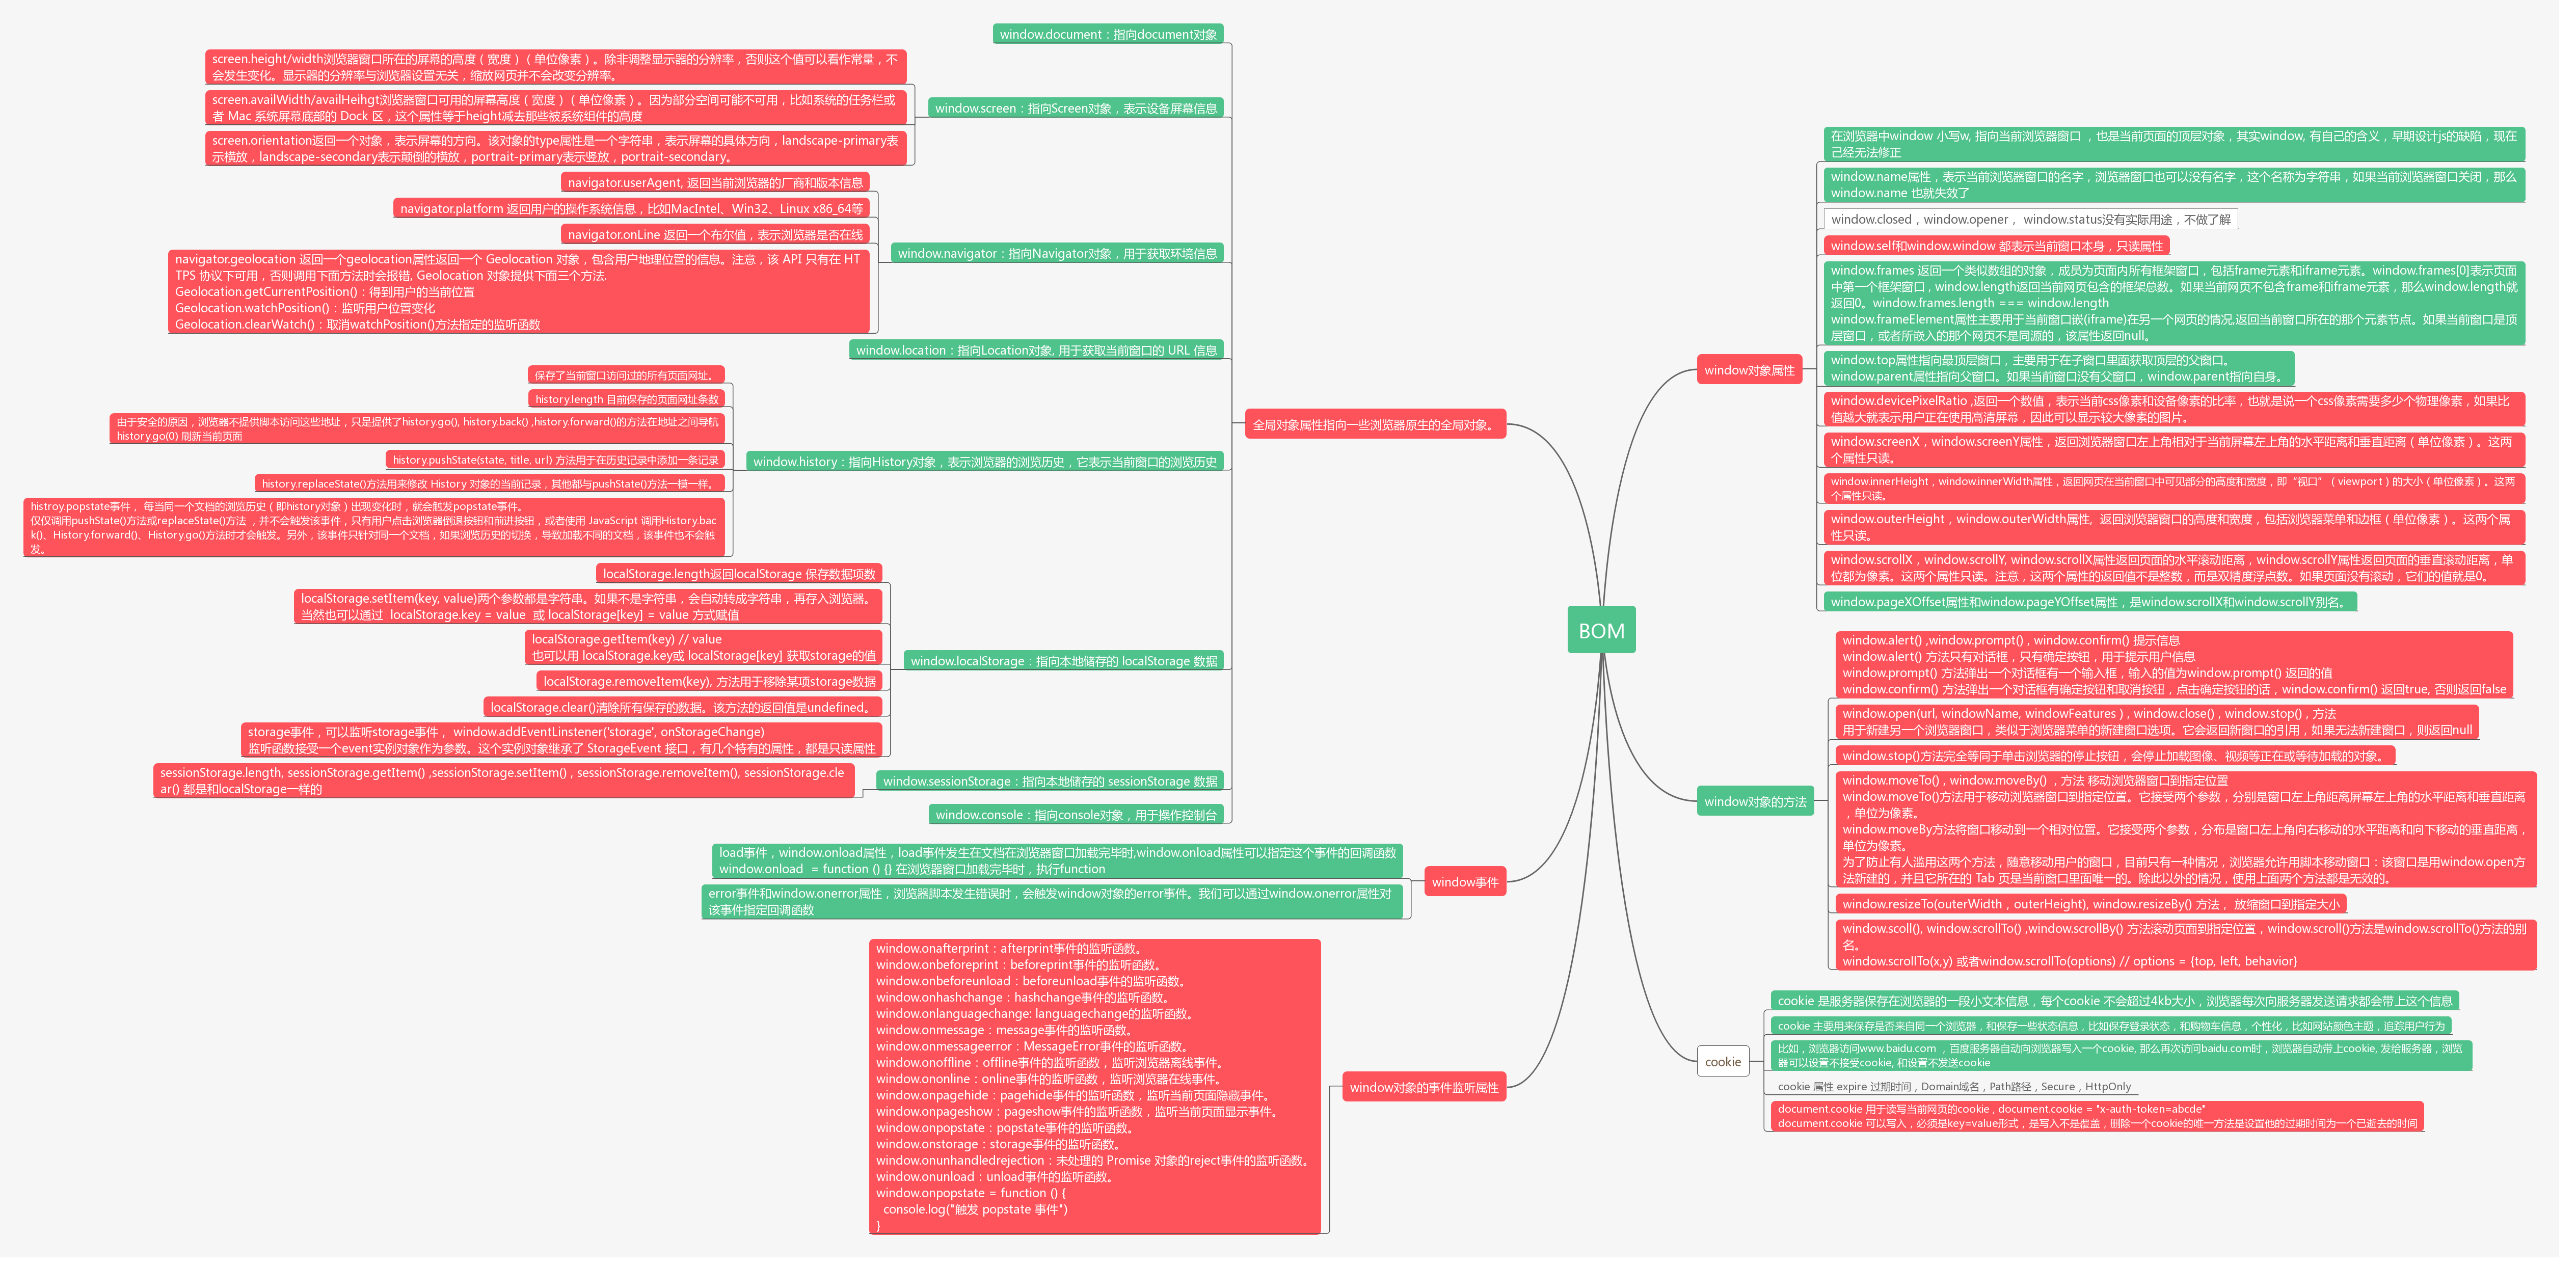 BOM
window对象属性
在浏览器中window 小写w, 指向当前浏览器窗口 ，也是当前页面的顶层对象，其实window, 有自己的含义，早期设计js的缺陷，现在
己经无法修正
window.name属性，表示当前浏览器窗口的名字，浏览器窗口也可以没有名字，这个名称为字符串，如果当前浏览器窗口关闭，那么
window.name 也就失效了
window.closed，window.opener， window.status没有实际用途，不做了解
window.self和window.window 都表示当前窗口本身，只读属性
window.frames 返回一个类似数组的对象，成员为页面内所有框架窗口，包括frame元素和iframe元素。window.frames[0]表示页面
中第一个框架窗口，window.length返回当前网页包含的框架总数。如果当前网页不包含frame和iframe元素，那么window.length就
返回0。window.frames.length === window.length
window.frameElement属性主要用于当前窗口嵌(iframe)在另一个网页的情况,返回当前窗口所在的那个元素节点。如果当前窗口是顶
层窗口，或者所嵌入的那个网页不是同源的，该属性返回null。
window.top属性指向最顶层窗口，主要用于在子窗口里面获取顶层的父窗口。
window.parent属性指向父窗口。如果当前窗口没有父窗口，window.parent指向自身。
window.devicePixelRatio ,返回一个数值，表示当前css像素和设备像素的比率，也就是说一个css像素需要多少个物理像素，如果比
值越大就表示用户正在使用高清屏幕，因此可以显示较大像素的图片。
window.screenX，window.screenY属性，返回浏览器窗口左上角相对于当前屏幕左上角的水平距离和垂直距离（单位像素）。这两
个属性只读。
window.innerHeight，window.innerWidth属性，返回网页在当前窗口中可见部分的高度和宽度，即“视口”（viewport）的大小（单位像素）。这两
个属性只读。
window.outerHeight，window.outerWidth属性，返回浏览器窗口的高度和宽度，包括浏览器菜单和边框（单位像素）。这两个属
性只读。
window.scrollX，window.scrollY, window.scrollX属性返回页面的水平滚动距离，window.scrollY属性返回页面的垂直滚动距离，单
位都为像素。这两个属性只读。注意，这两个属性的返回值不是整数，而是双精度浮点数。如果页面没有滚动，它们的值就是0。
window.pageXOffset属性和window.pageYOffset属性，是window.scrollX和window.scrollY别名。
window对象的方法
window.alert() ,window.prompt() , window.confirm() 提示信息
window.alert() 方法只有对话框，只有确定按钮，用于提示用户信息
window.prompt() 方法弹出一个对话框有一个输入框，输入的值为window.prompt() 返回的值
window.confirm() 方法弹出一个对话框有确定按钮和取消按钮，点击确定按钮的话，window.confirm() 返回true, 否则返回false
window.open(url, windowName, windowFeatures ) , window.close() , window.stop() , 方法
用于新建另一个浏览器窗口，类似于浏览器菜单的新建窗口选项。它会返回新窗口的引用，如果无法新建窗口，则返回null
window.stop()方法完全等同于单击浏览器的停止按钮，会停止加载图像、视频等正在或等待加载的对象。
window.moveTo() , window.moveBy() ，方法 移动浏览器窗口到指定位置
window.moveTo()方法用于移动浏览器窗口到指定位置。它接受两个参数，分别是窗口左上角距离屏幕左上角的水平距离和垂直距离
，单位为像素。
window.moveBy方法将窗口移动到一个相对位置。它接受两个参数，分布是窗口左上角向右移动的水平距离和向下移动的垂直距离，
单位为像素。
为了防止有人滥用这两个方法，随意移动用户的窗口，目前只有一种情况，浏览器允许用脚本移动窗口：该窗口是用window.open方
法新建的，并且它所在的 Tab 页是当前窗口里面唯一的。除此以外的情况，使用上面两个方法都是无效的。
window.resizeTo(outerWidth，outerHeight), window.resizeBy() 方法， 放缩窗口到指定大小
window.scoll(), window.scrollTo() ,window.scrollBy() 方法滚动页面到指定位置，window.scroll()方法是window.scrollTo()方法的别
名。
window.scrollTo(x,y) 或者window.scrollTo(options) // options = {top, left, behavior}
cookie
cookie 是服务器保存在浏览器的一段小文本信息，每个cookie 不会超过4kb大小，浏览器每次向服务器发送请求都会带上这个信息
cookie 主要用来保存是否来自同一个浏览器，和保存一些状态信息，比如保存登录状态，和购物车信息，个性化，比如网站颜色主题，追踪用户行为
比如，浏览器访问www.baidu.com ，百度服务器自动向浏览器写入一个cookie, 那么再次访问baidu.com时，浏览器自动带上cookie, 发给服务器，浏览
器可以设置不接受cookie, 和设置不发送cookie
cookie 属性 expire 过期时间，Domain域名，Path路径，Secure，HttpOnly
document.cookie 用于读写当前网页的cookie , document.cookie = "x-auth-token=abcde"
document.cookie 可以写入，必须是key=value形式，是写入不是覆盖，删除一个cookie的唯一方法是设置他的过期时间为一个已逝去的时间
全局对象属性指向一些浏览器原生的全局对象。
window.document：指向document对象
window.screen：指向Screen对象，表示设备屏幕信息
screen.height/width浏览器窗口所在的屏幕的高度（宽度）（单位像素）。除非调整显示器的分辨率，否则这个值可以看作常量，不
会发生变化。显示器的分辨率与浏览器设置无关，缩放网页并不会改变分辨率。
screen.availWidth/availHeihgt浏览器窗口可用的屏幕高度（宽度）（单位像素）。因为部分空间可能不可用，比如系统的任务栏或
者 Mac 系统屏幕底部的 Dock 区，这个属性等于height减去那些被系统组件的高度
screen.orientation返回一个对象，表示屏幕的方向。该对象的type属性是一个字符串，表示屏幕的具体方向，landscape-primary表
示横放，landscape-secondary表示颠倒的横放，portrait-primary表示竖放，portrait-secondary。
window.navigator：指向Navigator对象，用于获取环境信息
navigator.userAgent, 返回当前浏览器的厂商和版本信息
navigator.platform 返回用户的操作系统信息，比如MacIntel、Win32、Linux x86_64等
navigator.onLine 返回一个布尔值，表示浏览器是否在线
navigator.geolocation 返回一个geolocation属性返回一个 Geolocation 对象，包含用户地理位置的信息。注意，该 API 只有在 HT
TPS 协议下可用，否则调用下面方法时会报错, Geolocation 对象提供下面三个方法.
Geolocation.getCurrentPosition()：得到用户的当前位置
Geolocation.watchPosition()：监听用户位置变化
Geolocation.clearWatch()：取消watchPosition()方法指定的监听函数
window.location：指向Location对象, 用于获取当前窗口的 URL 信息
window.history：指向History对象，表示浏览器的浏览历史，它表示当前窗口的浏览历史
保存了当前窗口访问过的所有页面网址。
history.length 目前保存的页面网址条数
由于安全的原因，浏览器不提供脚本访问这些地址，只是提供了history.go(), history.back() ,history.forward()的方法在地址之间导航
history.go(0) 刷新当前页面
history.pushState(state, title, url) 方法用于在历史记录中添加一条记录
history.replaceState()方法用来修改 History 对象的当前记录，其他都与pushState()方法一模一样。
histroy.popstate事件， 每当同一个文档的浏览历史（即history对象）出现变化时，就会触发popstate事件。
仅仅调用pushState()方法或replaceState()方法 ，并不会触发该事件，只有用户点击浏览器倒退按钮和前进按钮，或者使用 JavaScript 调用History.bac
k()、History.forward()、History.go()方法时才会触发。另外，该事件只针对同一个文档，如果浏览历史的切换，导致加载不同的文档，该事件也不会触
发。
window.localStorage：指向本地储存的 localStorage 数据
localStorage.length返回localStorage 保存数据项数
localStorage.setItem(key, value)两个参数都是字符串。如果不是字符串，会自动转成字符串，再存入浏览器。
当然也可以通过  localStorage.key = value  或 localStorage[key] = value 方式赋值
localStorage.getItem(key) // value
也可以用 localStorage.key或 localStorage[key] 获取storage的值
localStorage.removeItem(key), 方法用于移除某项storage数据
localStorage.clear()清除所有保存的数据。该方法的返回值是undefined。
storage事件，可以监听storage事件， window.addEventLinstener('storage', onStorageChange)
监听函数接受一个event实例对象作为参数。这个实例对象继承了 StorageEvent 接口，有几个特有的属性，都是只读属性
window.sessionStorage：指向本地储存的 sessionStorage 数据
sessionStorage.length, sessionStorage.getItem() ,sessionStorage.setItem() , sessionStorage.removeItem(), sessionStorage.cle
ar() 都是和localStorage一样的
window.console：指向console对象，用于操作控制台
window事件
load事件，window.onload属性，load事件发生在文档在浏览器窗口加载完毕时,window.onload属性可以指定这个事件的回调函数
window.onload  = function () {} 在浏览器窗口加载完毕时，执行function
error事件和window.onerror属性，浏览器脚本发生错误时，会触发window对象的error事件。我们可以通过window.onerror属性对
该事件指定回调函数
window对象的事件监听属性
window.onafterprint：afterprint事件的监听函数。
window.onbeforeprint：beforeprint事件的监听函数。
window.onbeforeunload：beforeunload事件的监听函数。
window.onhashchange：hashchange事件的监听函数。
window.onlanguagechange: languagechange的监听函数。
window.onmessage：message事件的监听函数。
window.onmessageerror：MessageError事件的监听函数。
window.onoffline：offline事件的监听函数，监听浏览器离线事件。
window.ononline：online事件的监听函数，监听浏览器在线事件。
window.onpagehide：pagehide事件的监听函数，监听当前页面隐藏事件。
window.onpageshow：pageshow事件的监听函数，监听当前页面显示事件。
window.onpopstate：popstate事件的监听函数。
window.onstorage：storage事件的监听函数。
window.onunhandledrejection：未处理的 Promise 对象的reject事件的监听函数。
window.onunload：unload事件的监听函数。
window.onpopstate = function () {
console.log("触发 popstate 事件")
}